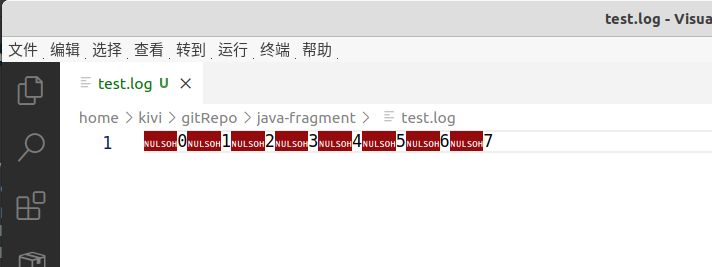 test.log - Visua
文件 编辑 选择 查看 转到 运行 终端 帮助
test.log U ×
home > kivi > gitRepo > java-fragment > test.log
1 NULSOH0NULSOH1NULSOH2NULSOH3NULSOH4NULSOH5NULSOH6NULSOH7